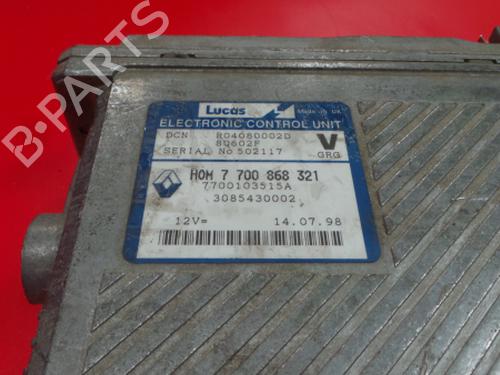 Lucas Made in UK
ELECTRONIC CONTROL UNIT
DCN R04080002D V
80602F
SERIAL No 502117 GRG
HOM 7 700 868 321
7700103515A
3085430002
12V= 14.07.98
B-PARTS